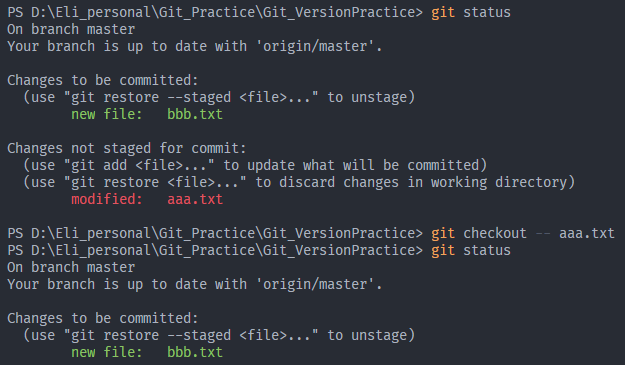 PS D:\Eli_personal\Git_Practice\Git_VersionPractice> git status
On branch master
Your branch is up to date with 'origin/master'.

Changes to be committed:
  (use "git restore --staged <file>..." to unstage)
        new file:   bbb.txt

Changes not staged for commit:
  (use "git add <file>..." to update what will be committed)
  (use "git restore <file>..." to discard changes in working directory)
        modified:   aaa.txt

PS D:\Eli_personal\Git_Practice\Git_VersionPractice> git checkout -- aaa.txt
PS D:\Eli_personal\Git_Practice\Git_VersionPractice> git status
On branch master
Your branch is up to date with 'origin/master'.

Changes to be committed:
  (use "git restore --staged <file>..." to unstage)
        new file:   bbb.txt